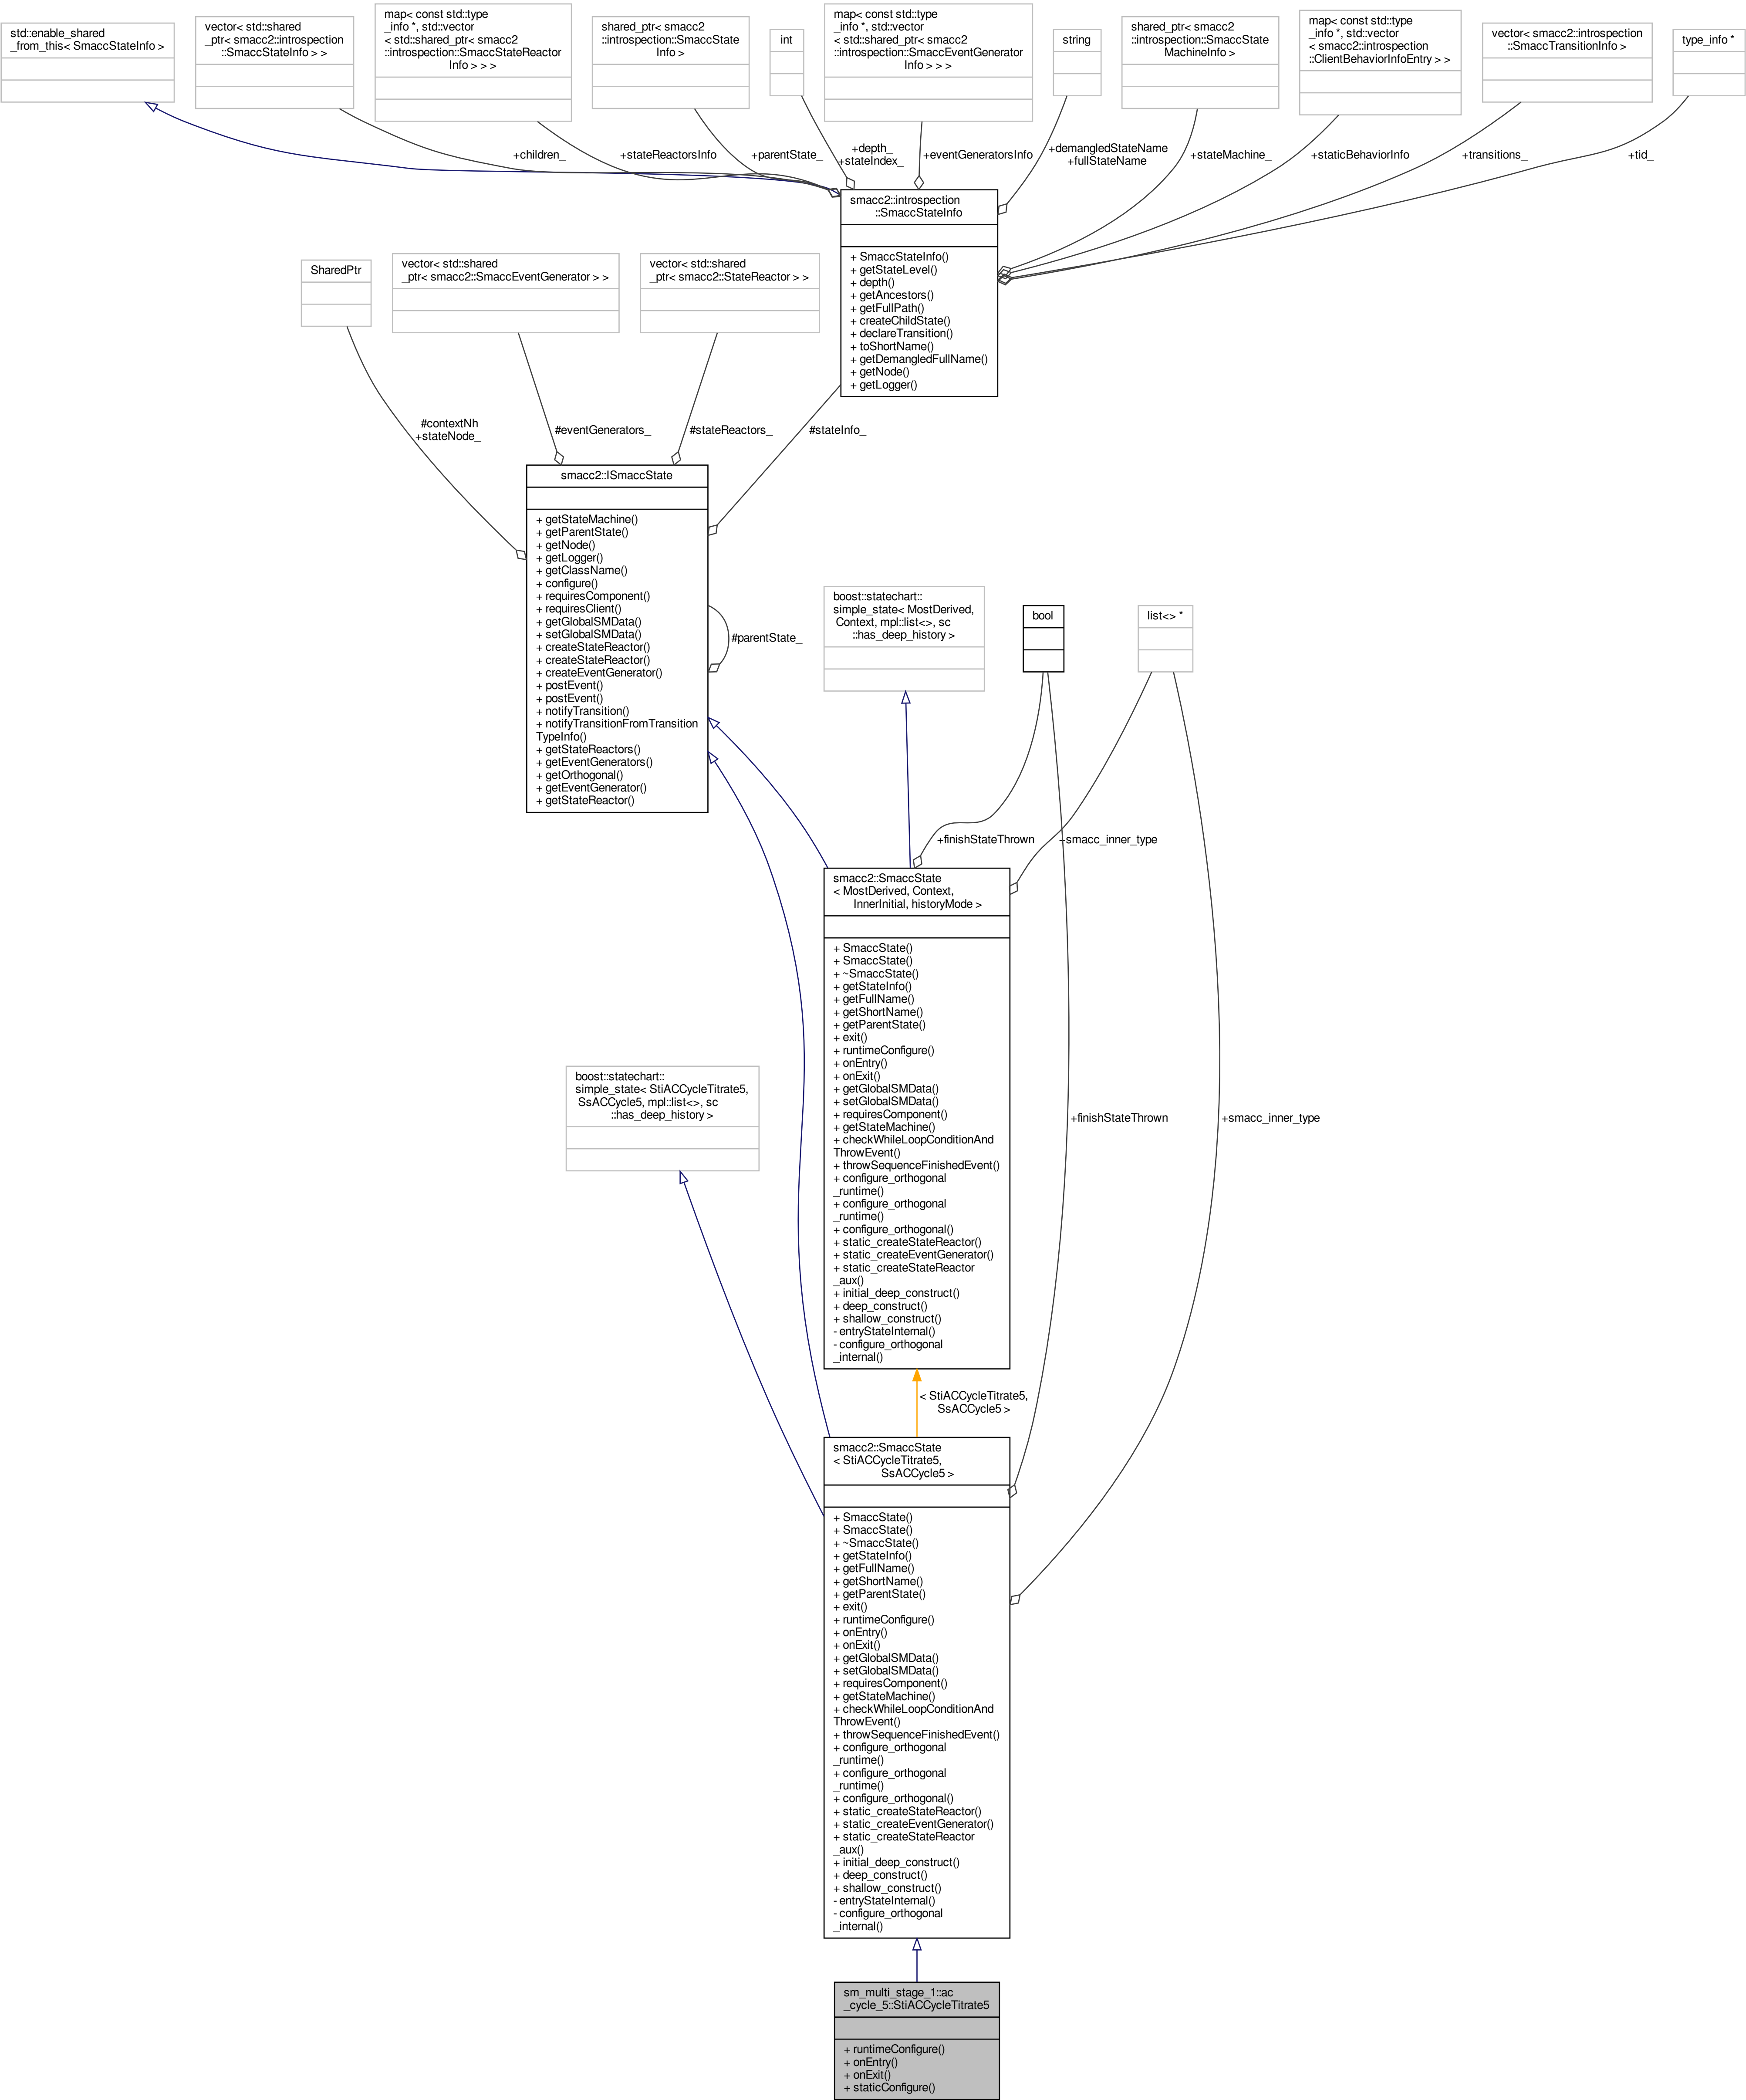 std::enable_shared
_from_this< SmaccStateInfo >
vector< std::shared
_ptr< smacc2::introspection
::SmaccStateInfo > >
map< const std::type
_info *, std::vector
< std::shared_ptr< smacc2
::introspection::SmaccStateReactor
Info > > >
shared_ptr< smacc2
::introspection::SmaccState
Info >
int
map< const std::type
_info *, std::vector
< std::shared_ptr< smacc2
::introspection::SmaccEventGenerator
Info > > >
string
shared_ptr< smacc2
::introspection::SmaccState
MachineInfo >
map< const std::type
_info *, std::vector
< smacc2::introspection
::ClientBehaviorInfoEntry > >
vector< smacc2::introspection
::SmaccTransitionInfo >
type_info *
+children_
+stateReactorsInfo
+parentState_
+depth_
+stateIndex_
+eventGeneratorsInfo
+demangledStateName
+fullStateName
+stateMachine_
+staticBehaviorInfo
+transitions_
+tid_
smacc2::introspection
::SmaccStateInfo
+ SmaccStateInfo()
+ getStateLevel()
+ depth()
+ getAncestors()
+ getFullPath()
+ createChildState()
+ declareTransition()
+ toShortName()
+ getDemangledFullName()
+ getNode()
+ getLogger()
SharedPtr
vector< std::shared
_ptr< smacc2::SmaccEventGenerator > >
vector< std::shared
_ptr< smacc2::StateReactor > >
#contextNh
+stateNode_
#eventGenerators_
#stateReactors_
#stateInfo_
smacc2::ISmaccState
+ getStateMachine()
+ getParentState()
+ getNode()
+ getLogger()
+ getClassName()
+ configure()
+ requiresComponent()
+ requiresClient()
+ getGlobalSMData()
+ setGlobalSMData()
+ createStateReactor()
+ createStateReactor()
+ createEventGenerator()
+ postEvent()
+ postEvent()
+ notifyTransition()
+ notifyTransitionFromTransition
TypeInfo()
+ getStateReactors()
+ getEventGenerators()
+ getOrthogonal()
+ getEventGenerator()
+ getStateReactor()
#parentState_
boost::statechart::
simple_state< MostDerived,
Context, mpl::list<>, sc
::has_deep_history >
bool
list<> *
+finishStateThrown
+smacc_inner_type
smacc2::SmaccState
< MostDerived, Context,
InnerInitial, historyMode >
+ SmaccState()
+ SmaccState()
+ ~SmaccState()
+ getStateInfo()
+ getFullName()
+ getShortName()
+ getParentState()
+ exit()
+ runtimeConfigure()
+ onEntry()
+ onExit()
+ getGlobalSMData()
+ setGlobalSMData()
+ requiresComponent()
+ getStateMachine()
+ checkWhileLoopConditionAnd
ThrowEvent()
+ throwSequenceFinishedEvent()
+ configure_orthogonal
_runtime()
+ configure_orthogonal
_runtime()
+ configure_orthogonal()
+ static_createStateReactor()
+ static_createEventGenerator()
+ static_createStateReactor
_aux()
+ initial_deep_construct()
+ deep_construct()
+ shallow_construct()
- entryStateInternal()
- configure_orthogonal
_internal()
boost::statechart::
simple_state< StiACCycleTitrate5,
SsACCycle5, mpl::list<>, sc
::has_deep_history >
+finishStateThrown
+smacc_inner_type
< StiACCycleTitrate5,
SsACCycle5 >
smacc2::SmaccState
< StiACCycleTitrate5,
SsACCycle5 >
+ SmaccState()
+ SmaccState()
+ ~SmaccState()
+ getStateInfo()
+ getFullName()
+ getShortName()
+ getParentState()
+ exit()
+ runtimeConfigure()
+ onEntry()
+ onExit()
+ getGlobalSMData()
+ setGlobalSMData()
+ requiresComponent()
+ getStateMachine()
+ checkWhileLoopConditionAnd
ThrowEvent()
+ throwSequenceFinishedEvent()
+ configure_orthogonal
_runtime()
+ configure_orthogonal
_runtime()
+ configure_orthogonal()
+ static_createStateReactor()
+ static_createEventGenerator()
+ static_createStateReactor
_aux()
+ initial_deep_construct()
+ deep_construct()
+ shallow_construct()
- entryStateInternal()
- configure_orthogonal
_internal()
sm_multi_stage_1::ac
_cycle_5::StiACCycleTitrate5
+ runtimeConfigure()
+ onEntry()
+ onExit()
+ staticConfigure()